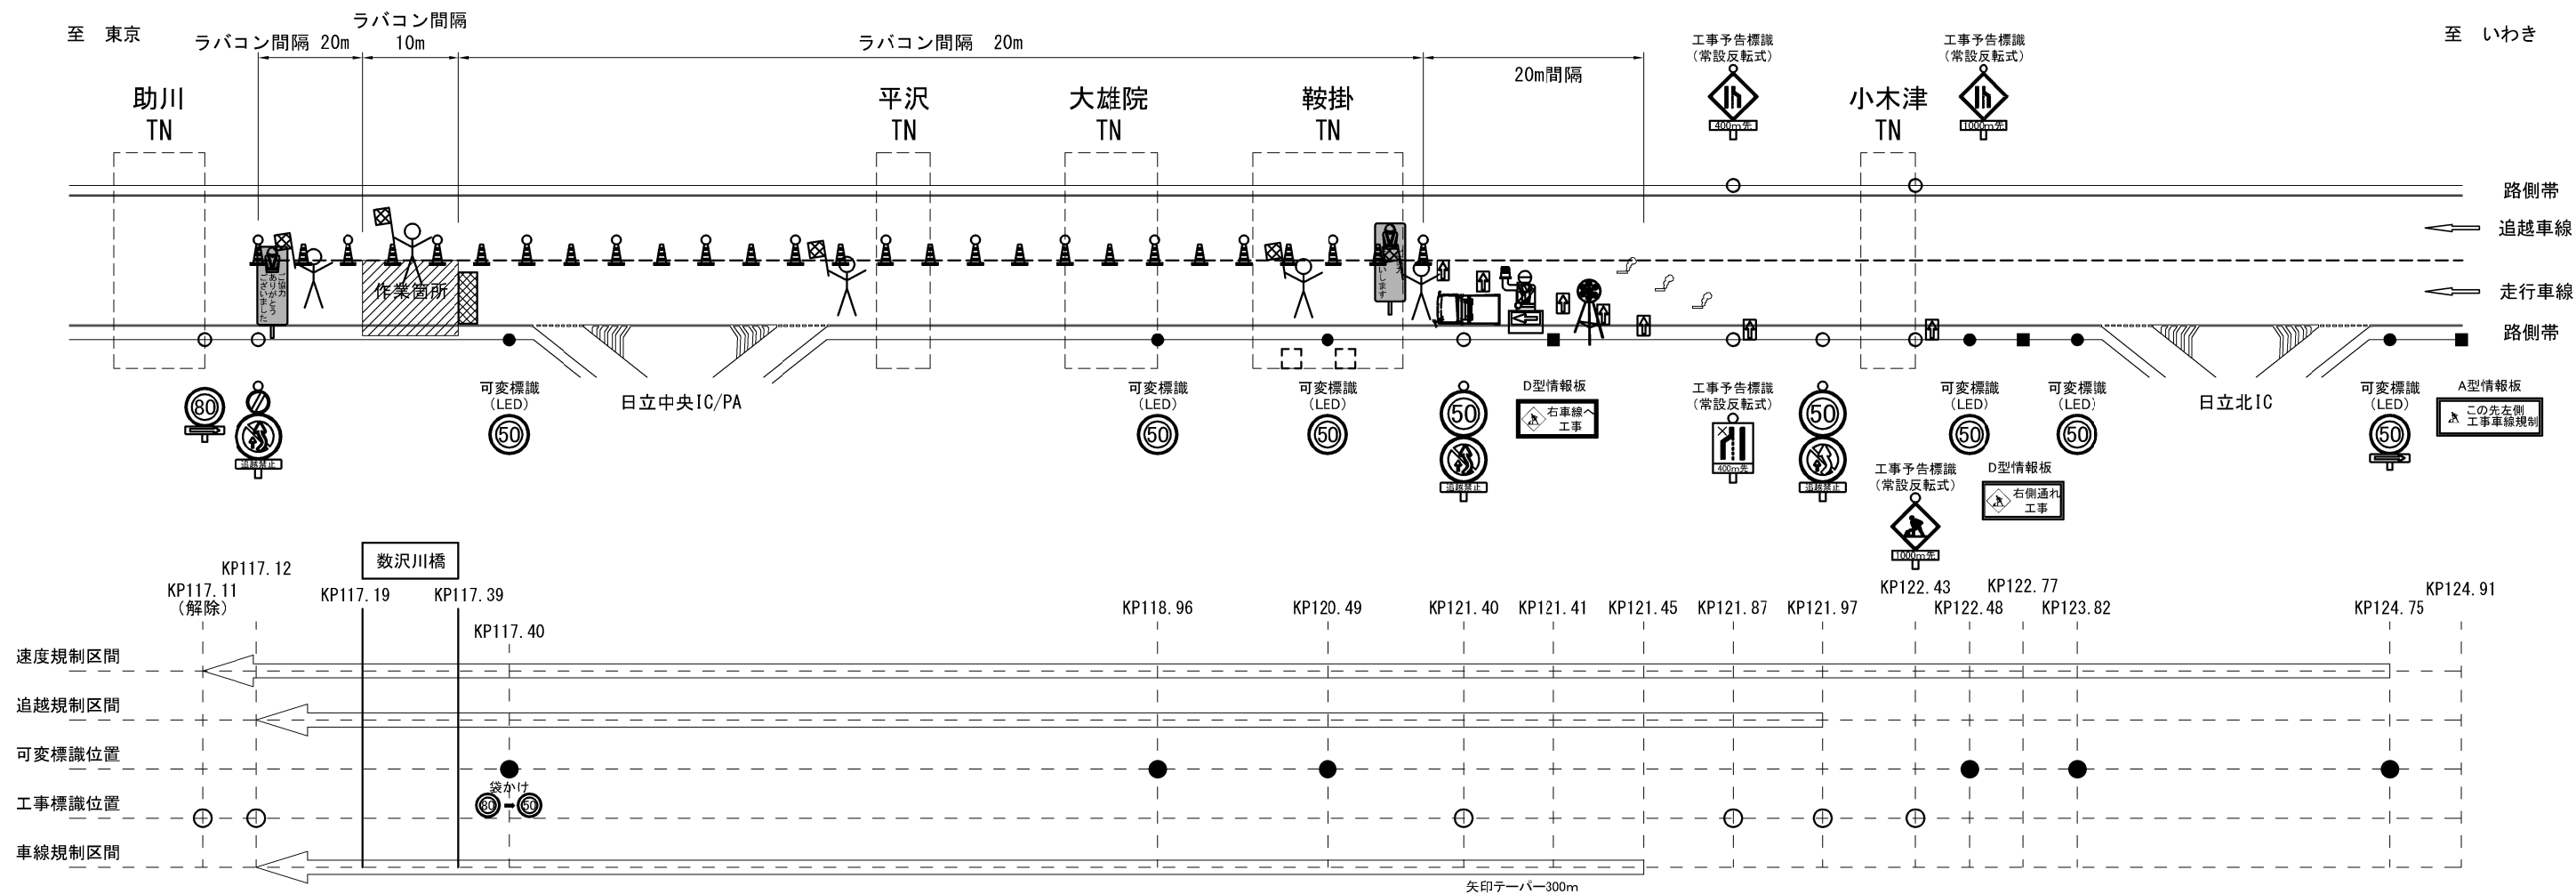 至　東京
ラバコン間隔 20m
ラバコン間隔
10m
ラバコン間隔　20m
20m間隔
工事予告標識
(常設反転式)
400m先
工事予告標識
(常設反転式)
1000m先
至　いわき
助川
TN
平沢
TN
大雄院
TN
鞍掛
TN
小木津
TN
路側帯
追越車線
走行車線
路側帯
ご協力
ありがとう
ございました
作業箇所
いします
80
追越禁止
可変標識
(LED)
50
日立中央IC/PA
可変標識
(LED)
50
可変標識
(LED)
50
50
追越禁止
D型情報板
右車線へ
工事
工事予告標識
(常設反転式)
400m先
50
追越禁止
工事予告標識
(常設反転式)
1000m先
可変標識
(LED)
50
D型情報板
右側通れ
工事
可変標識
(LED)
50
日立北IC
可変標識
(LED)
50
A型情報板
この先左側
工事車線規制
数沢川橋
KP117.11
(解除)
KP117.12
KP117.19
KP117.39
KP117.40
KP118.96
KP120.49
KP121.40
KP121.41
KP121.45
KP121.87
KP121.97
KP122.43
KP122.48
KP122.77
KP123.82
KP124.75
KP124.91
速度規制区間
追越規制区間
可変標識位置
袋かけ
80
50
工事標識位置
車線規制区間
矢印テーパー300m